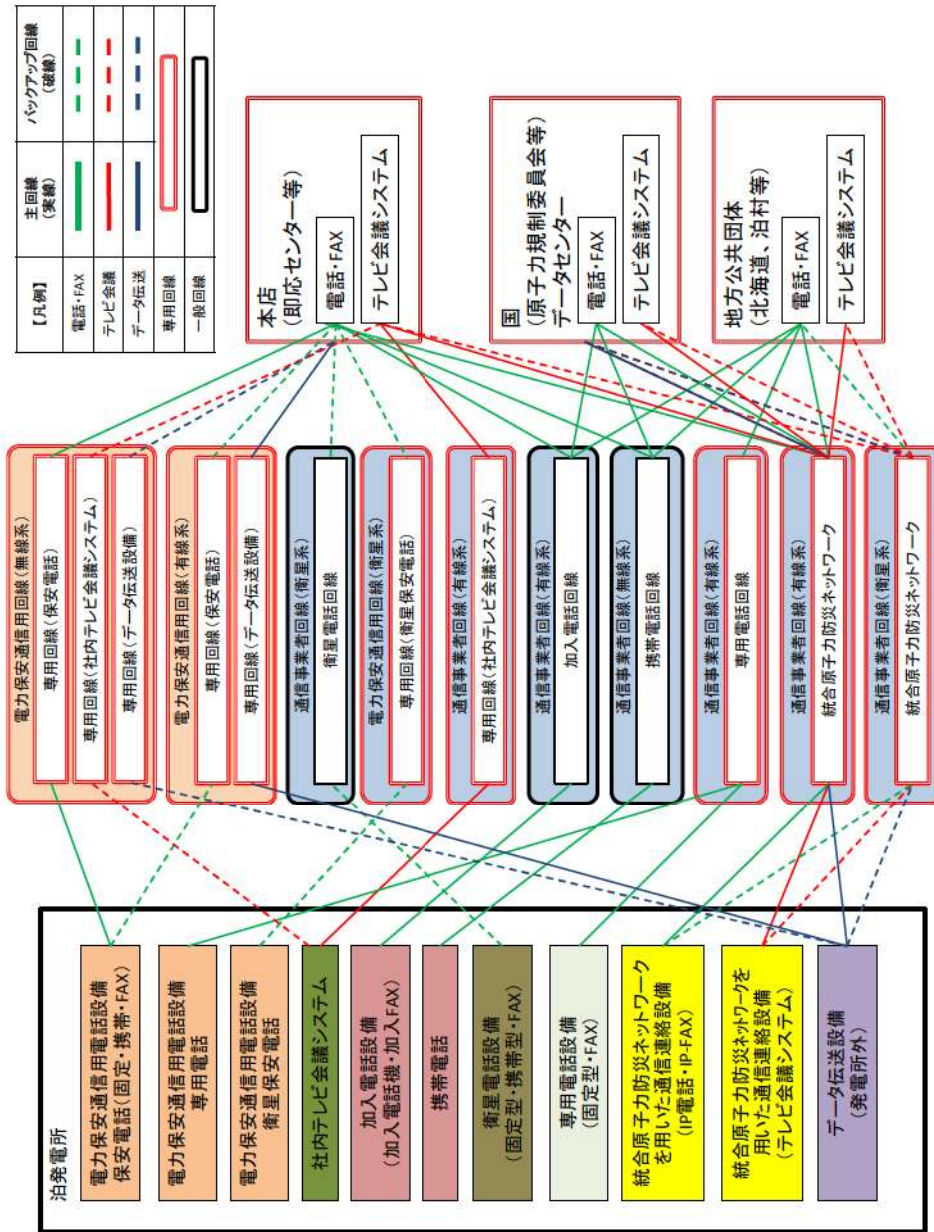 【凡例】
主回線
(実線)
バックアップ回線
(破線)
電話・FAX
テレビ会議
データ伝送
専用回線
一般回線
泊発電所
電力保安通信用電話設備
保安電話(固定・携帯・FAX)
電力保安通信用電話設備
専用電話
電力保安通信用電話設備
衛星保安電話
社内テレビ会議システム
加入電話設備
(加入電話機・加入FAX)
携帯電話
衛星電話設備
(固定型・携帯型・FAX)
専用電話設備
(固定型・FAX)
統合原子力防災ネットワーク
を用いた通信連絡設備
(IP電話・IP-FAX)
統合原子力防災ネットワークを
用いた通信連絡設備
(テレビ会議システム)
データ伝送設備
(発電所外)
電力保安通信用回線(無線系)
専用回線(保安電話)
専用回線(社内テレビ会議システム)
専用回線(データ伝送設備)
電力保安通信用回線(有線系)
専用回線(保安電話)
専用回線(データ伝送設備)
通信事業者回線(衛星系)
衛星電話回線
電力保安通信用回線(衛星系)
専用回線(衛星保安電話)
通信事業者回線(有線系)
専用回線(社内テレビ会議システム)
通信事業者回線(有線系)
加入電話回線
通信事業者回線(無線系)
携帯電話回線
通信事業者回線(有線系)
専用電話回線
通信事業者回線(有線系)
統合原子力防災ネットワーク
通信事業者回線(衛星系)
統合原子力防災ネットワーク
本店
(即応センター等)
電話・FAX
テレビ会議システム
国
(原子力規制委員会等)
データセンター
電話・FAX
テレビ会議システム
地方公共団体
(北海道、泊村等)
電話・FAX
テレビ会議システム